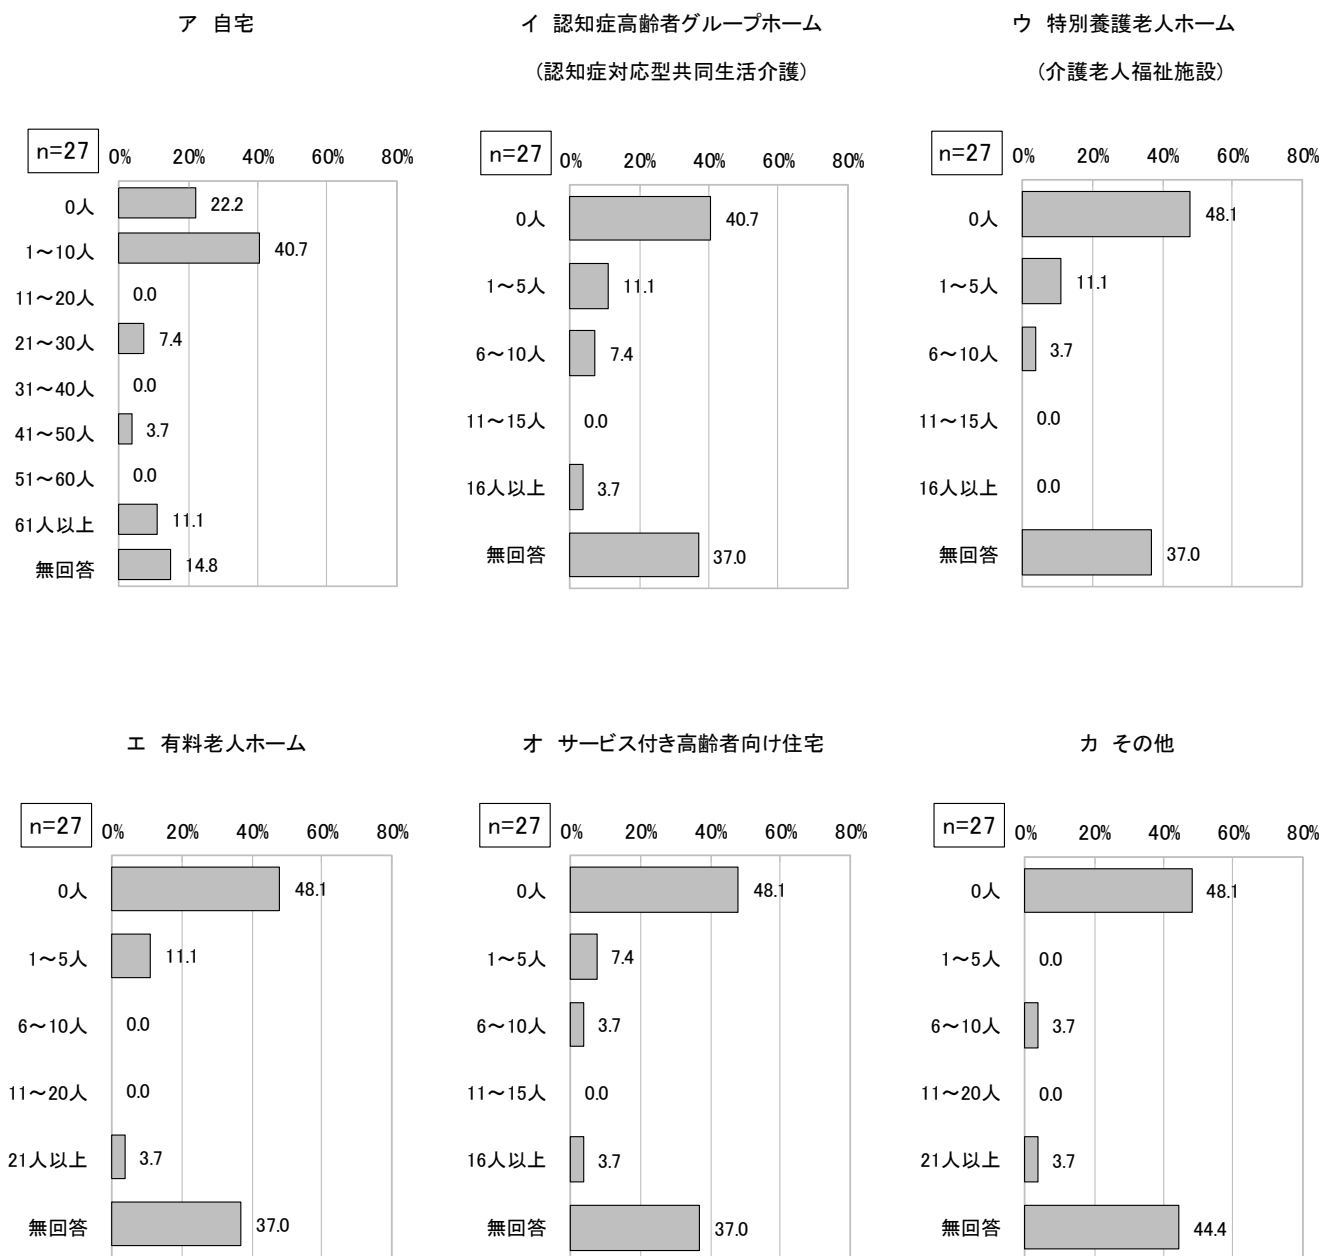 ア 自宅
イ 認知症高齢者グループホーム
(認知症対応型共同生活介護)
ウ 特別養護老人ホーム
(介護老人福祉施設)
n=27
0% 20% 40% 60% 80%
0人 22.2
1～10人 40.7
11～20人 0.0
21～30人 7.4
31～40人 0.0
41～50人 3.7
51～60人 0.0
61人以上 11.1
無回答 14.8
n=27
0% 20% 40% 60% 80%
0人 40.7
1～5人 11.1
6～10人 7.4
11～15人 0.0
16人以上 3.7
無回答 37.0
n=27
0% 20% 40% 60% 80%
0人 48.1
1～5人 11.1
6～10人 3.7
11～15人 0.0
16人以上 0.0
無回答 37.0
エ 有料老人ホーム
オ サービス付き高齢者向け住宅
カ その他
n=27
0% 20% 40% 60% 80%
0人 48.1
1～5人 11.1
6～10人 0.0
11～20人 0.0
21人以上 3.7
無回答 37.0
n=27
0% 20% 40% 60% 80%
0人 48.1
1～5人 7.4
6～10人 3.7
11～15人 0.0
16人以上 3.7
無回答 37.0
n=27
0% 20% 40% 60% 80%
0人 48.1
1～5人 0.0
6～10人 3.7
11～20人 0.0
21人以上 3.7
無回答 44.4